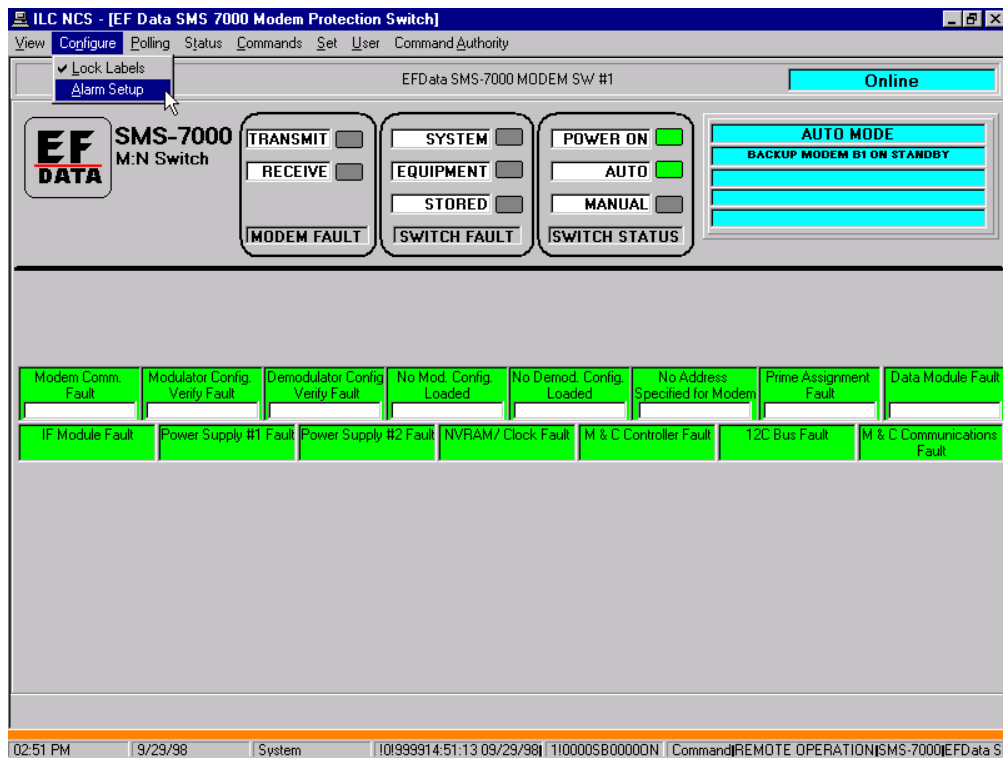 ILC NCS - [EF Data SMS 7000 Modem Protection Switch]
View Configure Polling Status Commands Set User Command Authority
Lock Labels
Alarm Setup
EFData SMS-7000 MODEM SW #1
Online
EF DATA
SMS-7000
M:N Switch
TRANSMIT
RECEIVE
MODEM FAULT
SYSTEM
EQUIPMENT
STORED
SWITCH FAULT
POWER ON
AUTO
MANUAL
SWITCH STATUS
AUTO MODE
BACKUP MODEM B1 ON STANDBY
Modem Comm. Fault
Modulator Config. Verify Fault
Demodulator Config Verify Fault
No Mod. Config. Loaded
No Demod. Config. Loaded
No Address Specified for Modem
Prime Assignment Fault
Data Module Fault
IF Module Fault
Power Supply #1 Fault
Power Supply #2 Fault
NVRAM/ Clock Fault
M & C Controller Fault
12C Bus Fault
M & C Communications Fault
02:51 PM 9/29/98 System !0!999914:51:13 09/29/98 1!0000SB00000N Command REMOTE OPERATION SMS-7000 EFData S